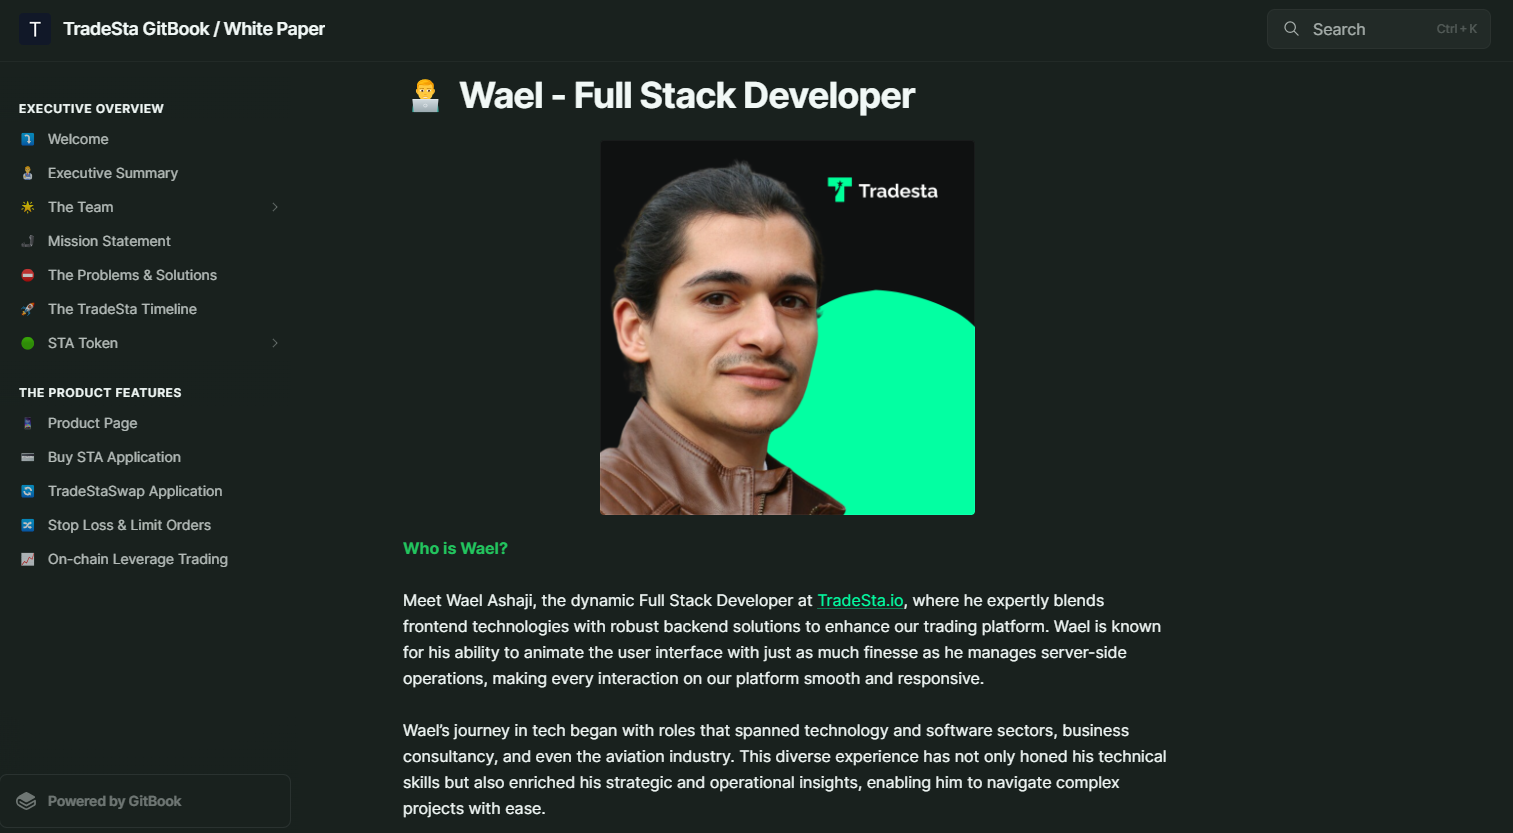 T TradeSta GitBook / White Paper
Search Ctrl + K
EXECUTIVE OVERVIEW
Welcome
Executive Summary
The Team
Mission Statement
The Problems & Solutions
The TradeSta Timeline
STA Token
THE PRODUCT FEATURES
Product Page
Buy STA Application
TradeStaSwap Application
Stop Loss & Limit Orders
On-chain Leverage Trading
Powered by GitBook
Wael - Full Stack Developer
Tradesta
Who is Wael?
Meet Wael Ashaji, the dynamic Full Stack Developer at TradeSta.io, where he expertly blends
frontend technologies with robust backend solutions to enhance our trading platform. Wael is known
for his ability to animate the user interface with just as much finesse as he manages server-side
operations, making every interaction on our platform smooth and responsive.
Wael’s journey in tech began with roles that spanned technology and software sectors, business
consultancy, and even the aviation industry. This diverse experience has not only honed his technical
skills but also enriched his strategic and operational insights, enabling him to navigate complex
projects with ease.